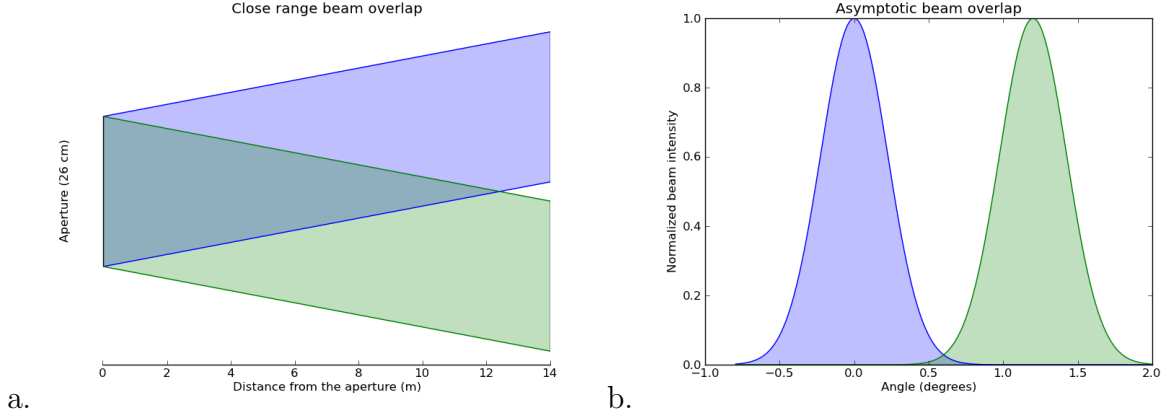 Close range beam overlap
Aperture (26 cm)
0 2 4 6 8 10 12 14
Distance from the aperture (m)
a.
Asymptotic beam overlap
Normalized beam intensity
1.0
0.8
0.6
0.4
0.2
0.0
−1.0 −0.5 0.0 0.5 1.0 1.5 2.0
Angle (degrees)
b.